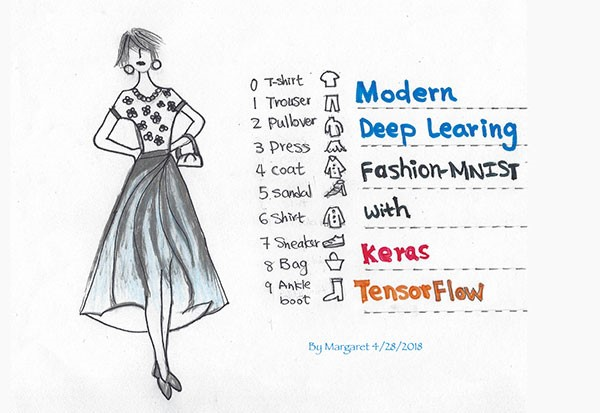 0 T-shirt
1 Trouser
2 Pullover
3 Dress
4 coat
5 sandal
6 Shirt
7 Sneaker
8 Bag
9 Ankle
boot
Modern
Deep Learing
Fashion-MNIST
with
Keras
TensorFlow
By Margaret 4/28/2018